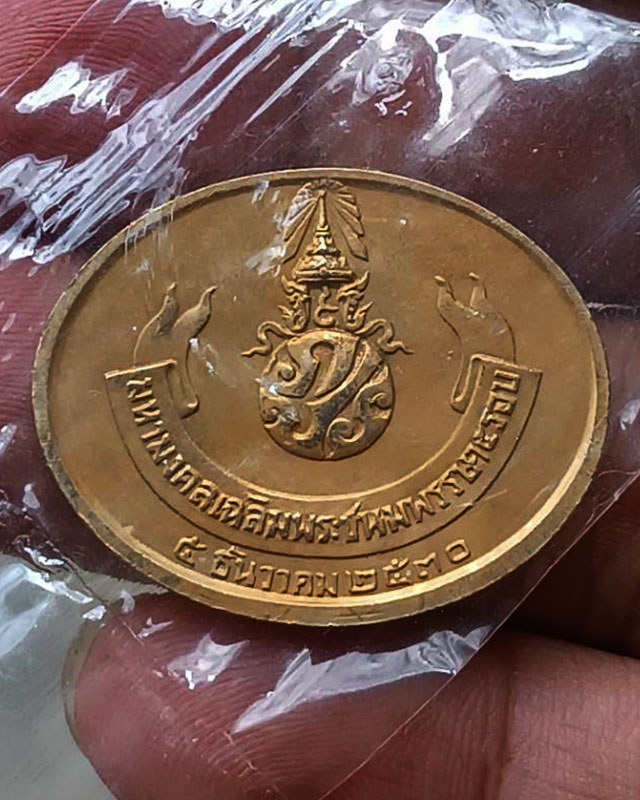 มหามงคลเฉลิมพระชนมพรรษา๕รอบ
๕ ธันวาคม ๒๕๓๐